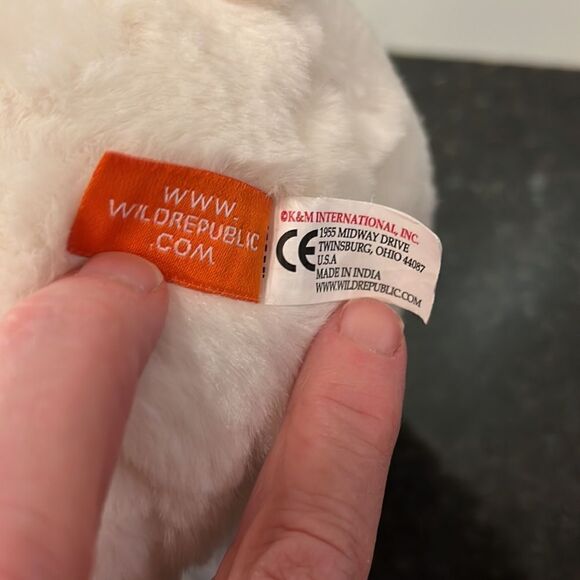 WWW.
WILDREPUBLIC
.COM
©K&M INTERNATIONAL, INC.
CE
1955 MIDWAY DRIVE
TWINSBURG, OHIO 44087
U.S.A
MADE IN INDIA
WWW.WILDREPUBLIC.COM